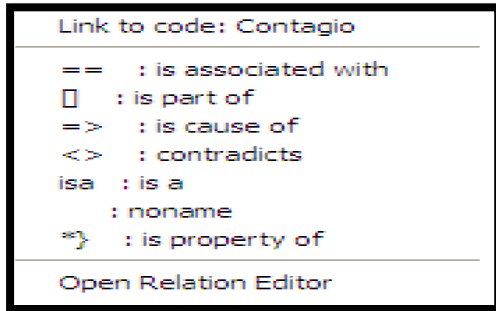 Link to code: Contagio
== : is associated with
[] : is part of
=> : is cause of
<> : contradicts
isa : is a
: noname
*} : is property of
Open Relation Editor